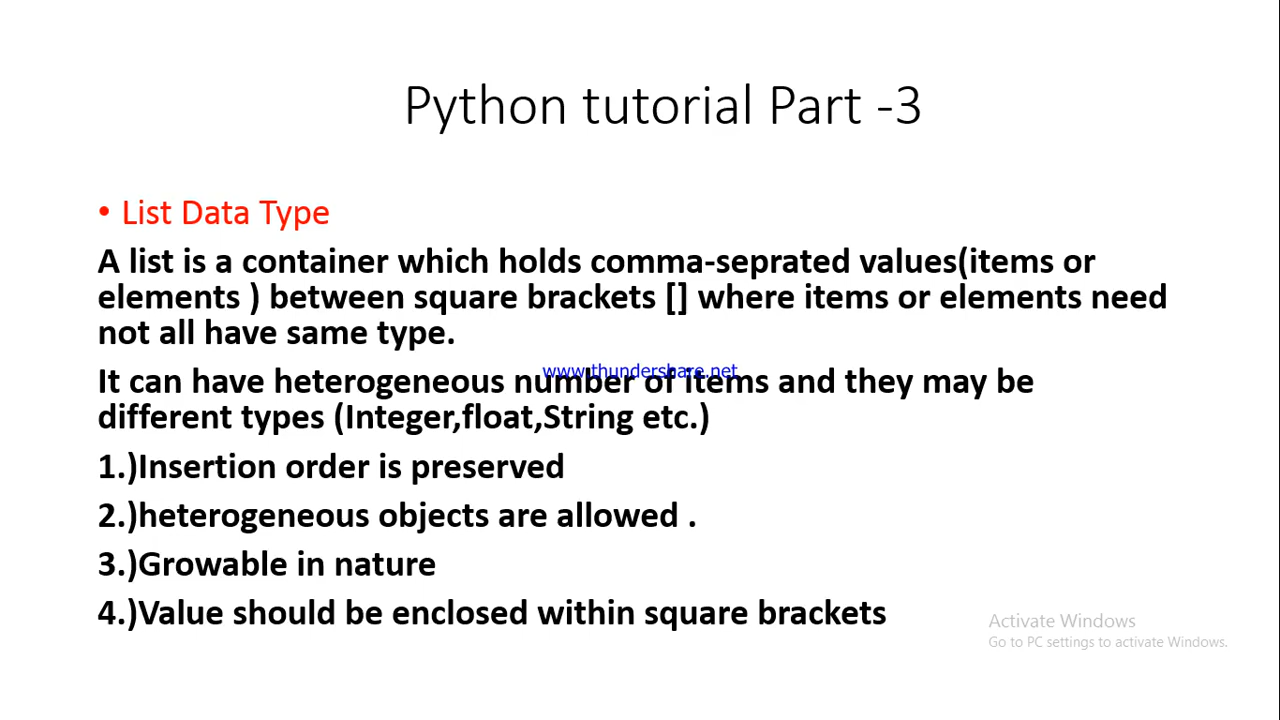 Python tutorial Part -3
• List Data Type
A list is a container which holds comma-seprated values(items or
elements ) between square brackets [] where items or elements need
not all have same type.
www.thundershare.net
It can have heterogeneous number of items and they may be
different types (Integer,float,String etc.)
1.)Insertion order is preserved
2.)heterogeneous objects are allowed .
3.)Growable in nature
4.)Value should be enclosed within square brackets
Activate Windows
Go to PC settings to activate Windows.